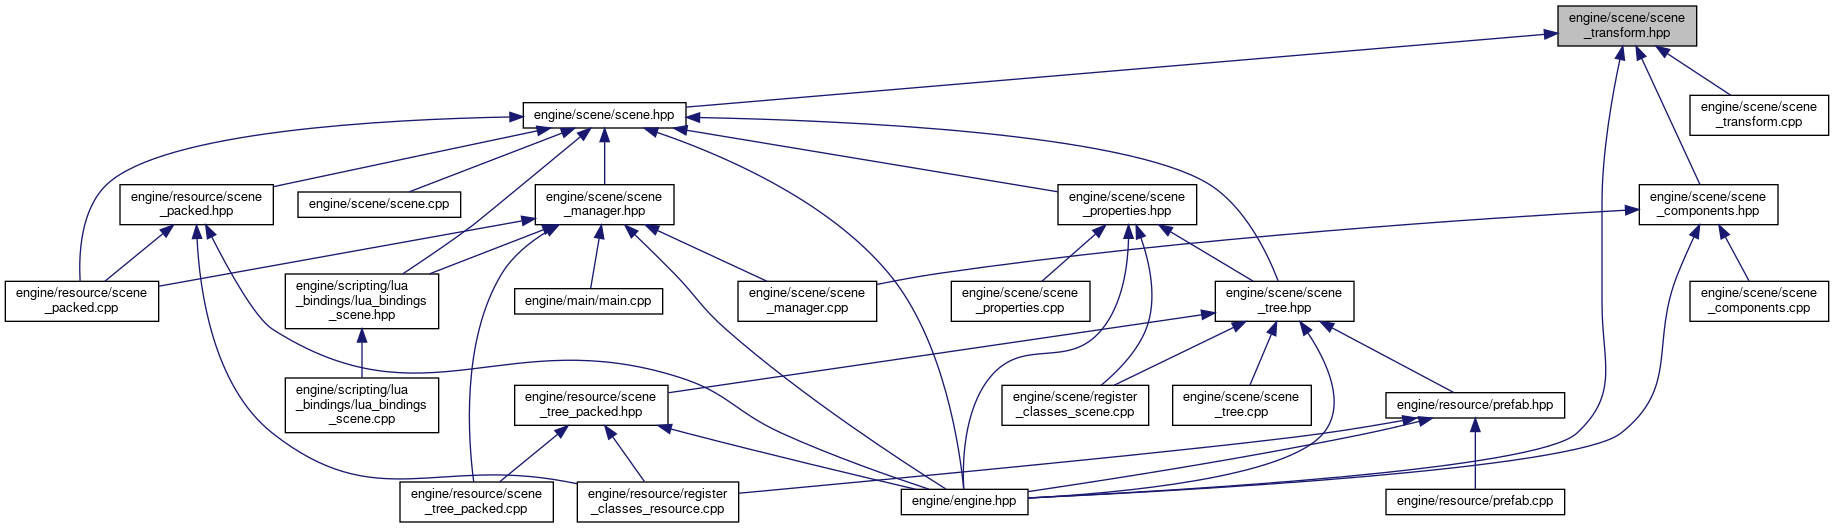 engine/scene/scene
_transform.hpp
engine/scene/scene.hpp
engine/scene/scene
_transform.cpp
engine/resource/scene
_packed.hpp
engine/scene/scene.cpp
engine/scene/scene
_manager.hpp
engine/scene/scene
_properties.hpp
engine/scene/scene
_components.hpp
engine/resource/scene
_packed.cpp
engine/scripting/lua
_bindings/lua_bindings
_scene.hpp
engine/main/main.cpp
engine/scene/scene
_manager.cpp
engine/scene/scene
_properties.cpp
engine/scene/scene
_tree.hpp
engine/scene/scene
_components.cpp
engine/scripting/lua
_bindings/lua_bindings
_scene.cpp
engine/resource/scene
_tree_packed.hpp
engine/scene/register
_classes_scene.cpp
engine/scene/scene
_tree.cpp
engine/resource/prefab.hpp
engine/resource/scene
_tree_packed.cpp
engine/resource/register
_classes_resource.cpp
engine/engine.hpp
engine/resource/prefab.cpp